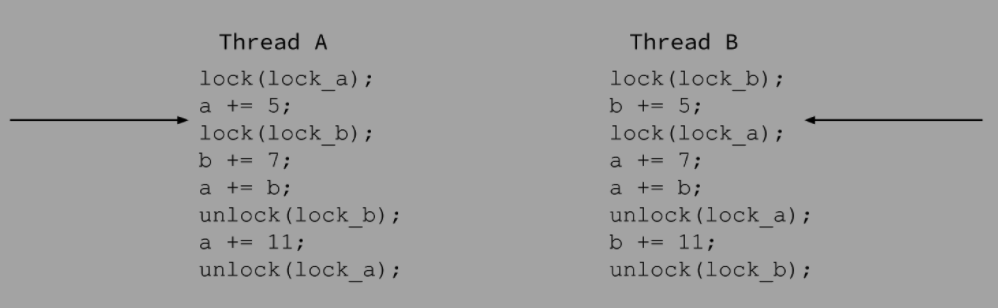 Thread A
lock(lock_a);
a += 5;
lock(lock_b);
b += 7;
a += b;
unlock(lock_b);
a += 11;
unlock(lock_a);
Thread B
lock(lock_b);
b += 5;
lock(lock_a);
a += 7;
a += b;
unlock(lock_a);
b += 11;
unlock(lock_b);